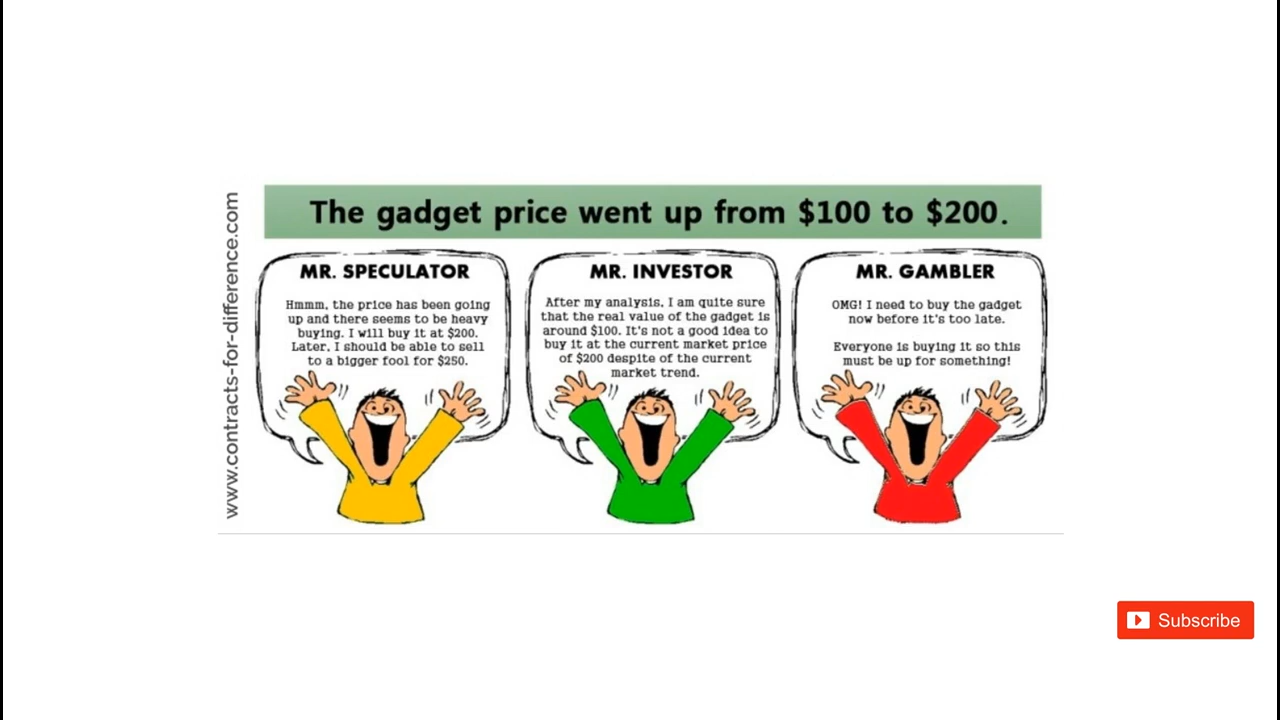 www.contracts-for-difference.com
The gadget price went up from $100 to $200.
MR. SPECULATOR
Hmmm, the price has been going
up and there seems to be heavy
buying. I will buy it at $200.
Later, I should be able to sell
to a bigger fool for $250.
MR. INVESTOR
After my analysis, I am quite sure
that the real value of the gadget is
around $100. It's not a good idea to
buy it at the current market price
of $200 despite of the current
market trend.
MR. GAMBLER
OMG! I need to buy the gadget
now before it's too late.
Everyone is buying it so this
must be up for something!
Subscribe